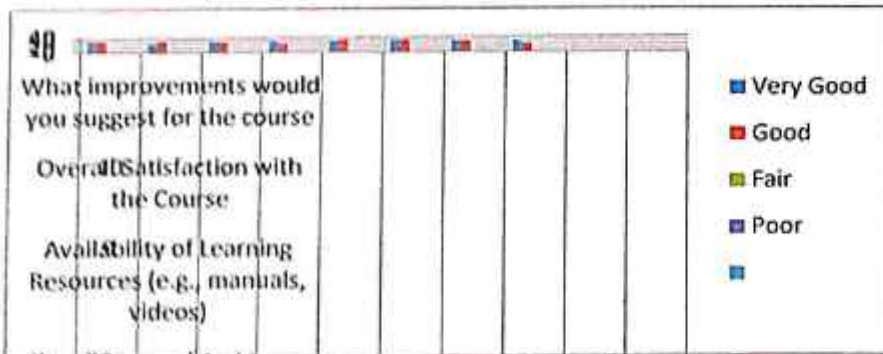 What improvements would
you suggest for the course
Overall Satisfaction with
the Course
Availability of Learning
Resources (e.g., manuals,
videos)
Very Good
Good
Fair
Poor